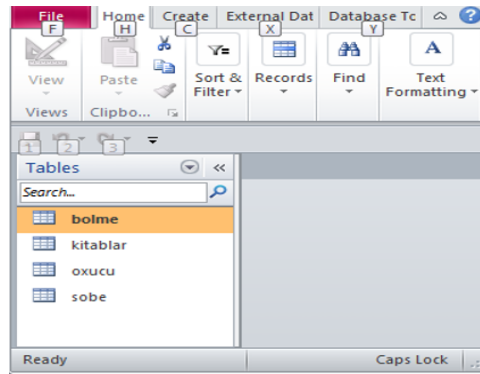 File Home Create External Dat Database Tc
F H C X Y
View Paste Sort & Filter Records Find Text Formatting
Views Clipbo...
1 2 3
Tables
Search...
bolme
kitablar
oxucu
sobe
Ready Caps Lock